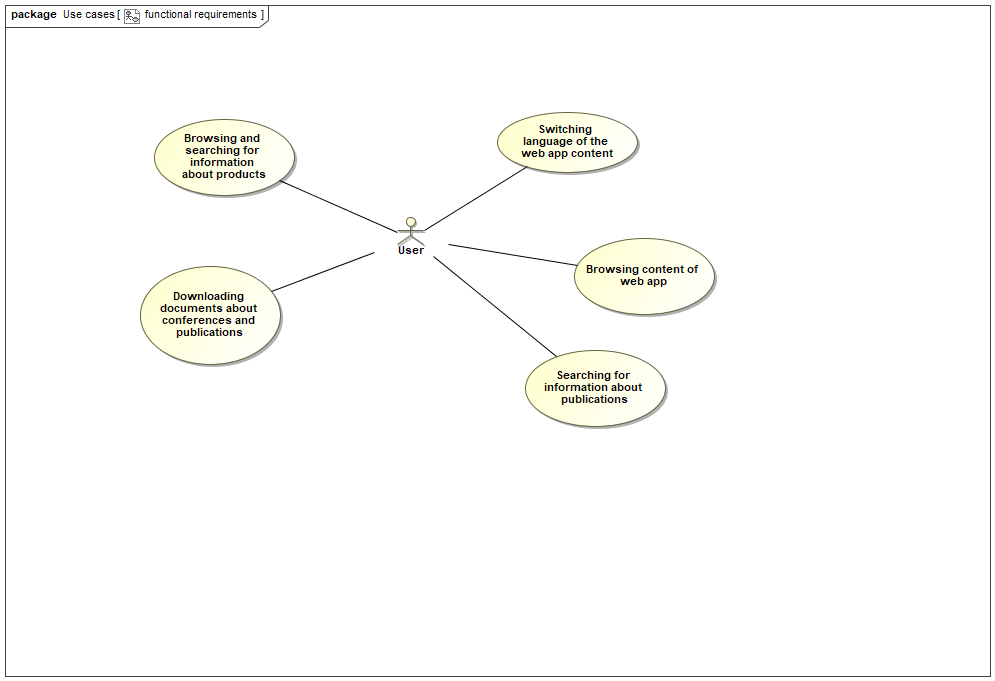 package Use cases [ functional requirements ]
Browsing and
searching for
information
about products
Switching
language of the
web app content
User
Browsing content of
web app
Downloading
documents about
conferences and
publications
Searching for
information about
publications